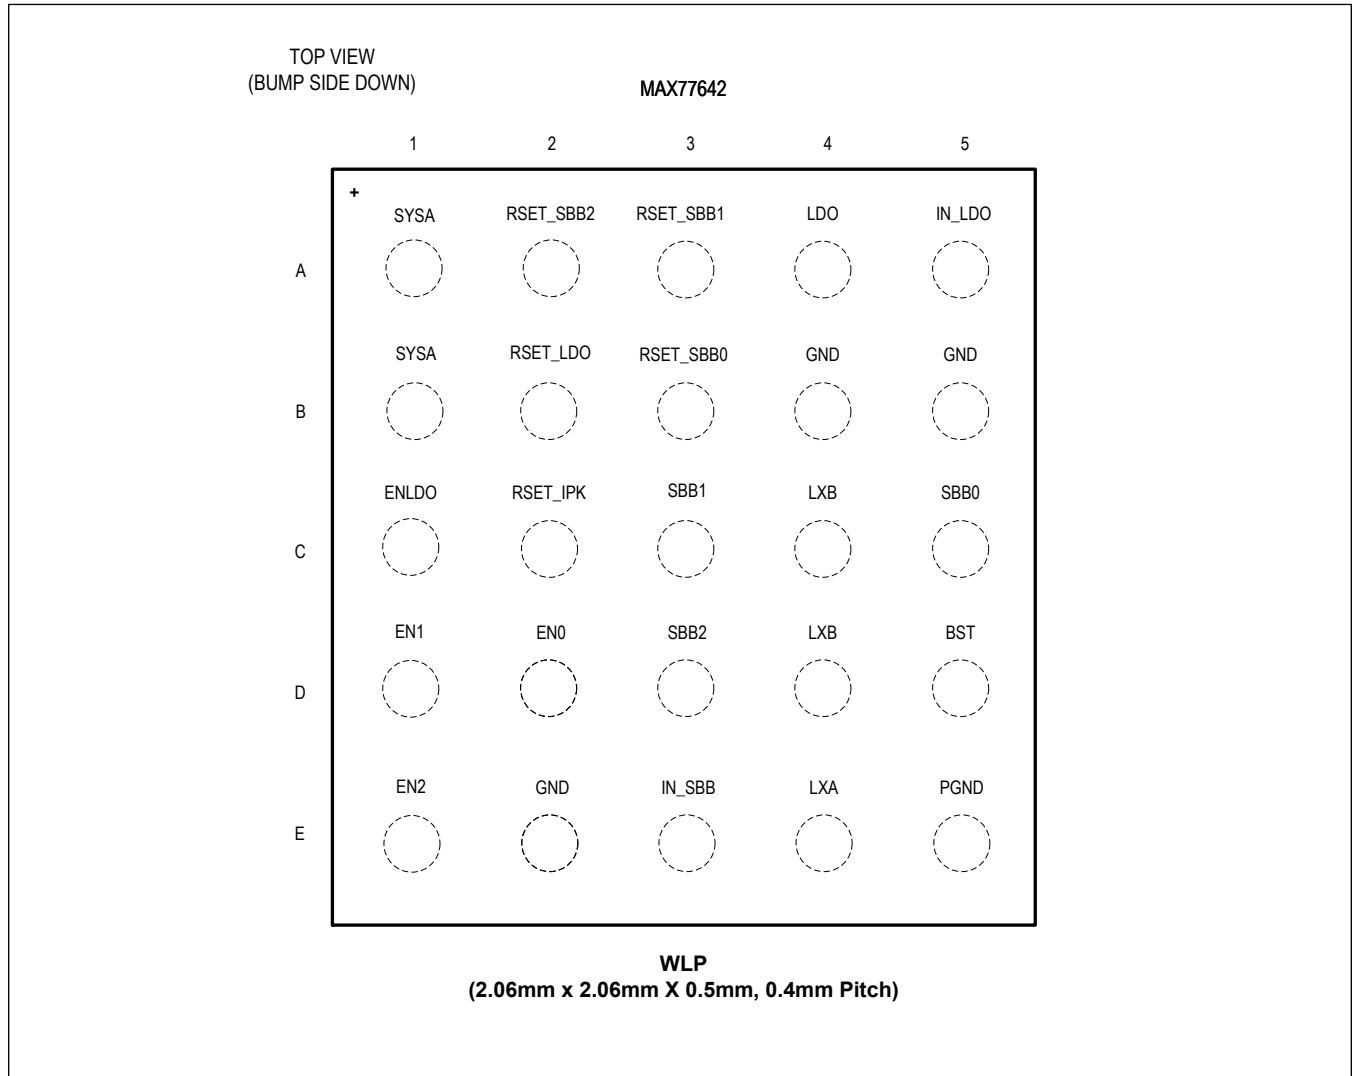 TOP VIEW
(BUMP SIDE DOWN)
MAX77642
1 2 3 4 5
+
SYSA RSET_SBB2 RSET_SBB1 LDO IN_LDO
A
SYSA RSET_LDO RSET_SBB0 GND GND
B
ENLDO RSET_IPK SBB1 LXB SBB0
C
EN1 EN0 SBB2 LXB BST
D
EN2 GND IN_SBB LXA PGND
E
WLP
(2.06mm x 2.06mm X 0.5mm, 0.4mm Pitch)